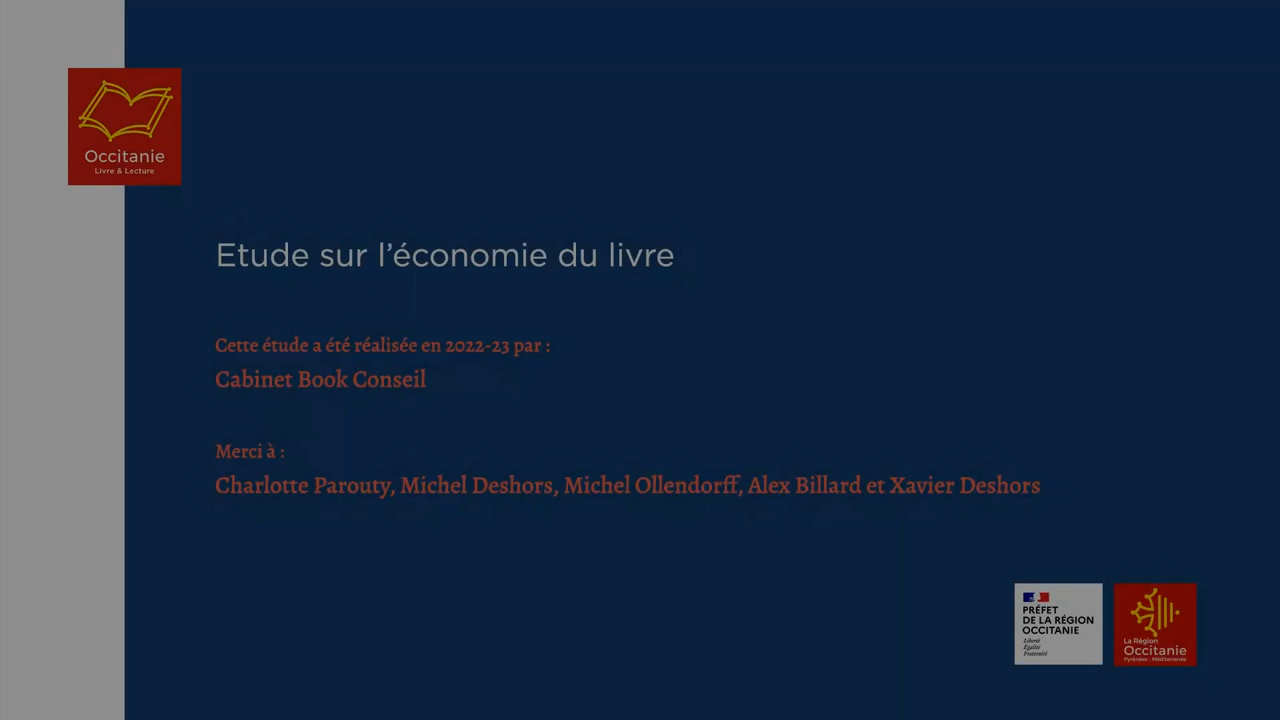 Occitanie
Livre & Lecture
Etude sur l'économie du livre
Cette étude a été réalisée en 2022-23 par :
Cabinet Book Conseil
Merci à :
Charlotte Parouty, Michel Deshors, Michel Ollendorff, Alex Billard et Xavier Deshors
PRÉFET
DE LA RÉGION
OCCITANIE
Liberté
Égalité
Fraternité
La Région
Occitanie
Pyrénées - Méditerranée